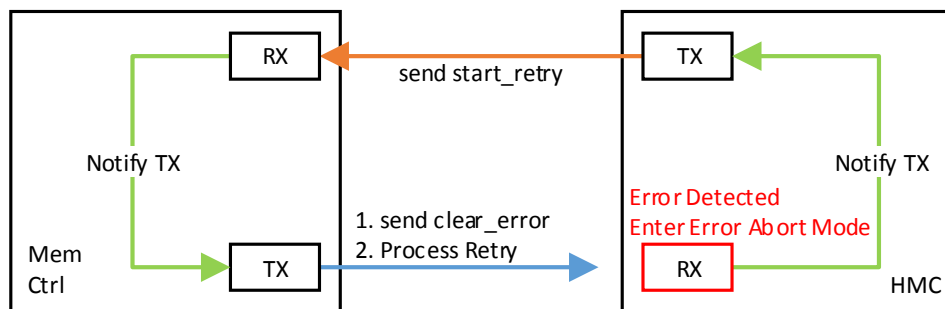 RX
send start_retry
TX
Notify TX
Notify TX
Error Detected
Enter Error Abort Mode
1. send clear_error
2. Process Retry
Mem
Ctrl
TX
RX
HMC